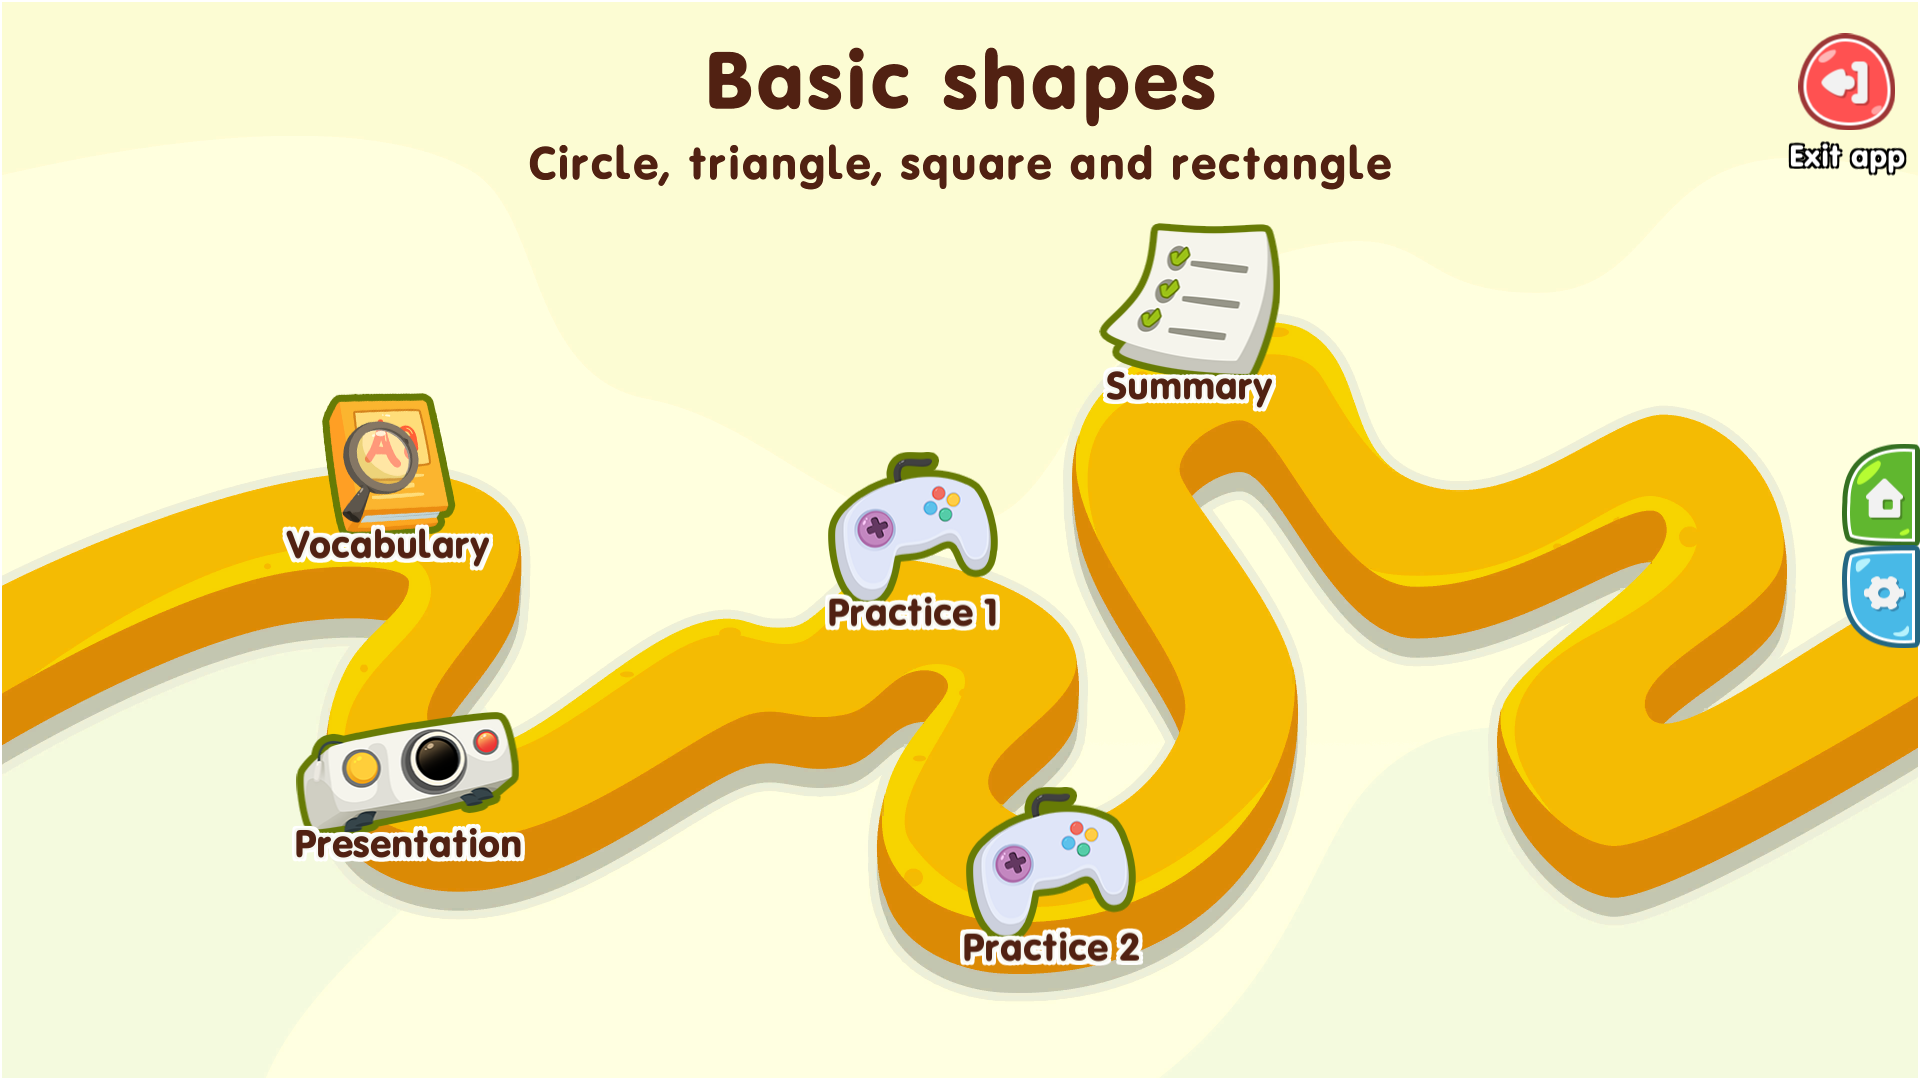 Basic shapes
Circle, triangle, square and rectangle
Exit app
Summary
Vocabulary
Practice 1
Presentation
Practice 2